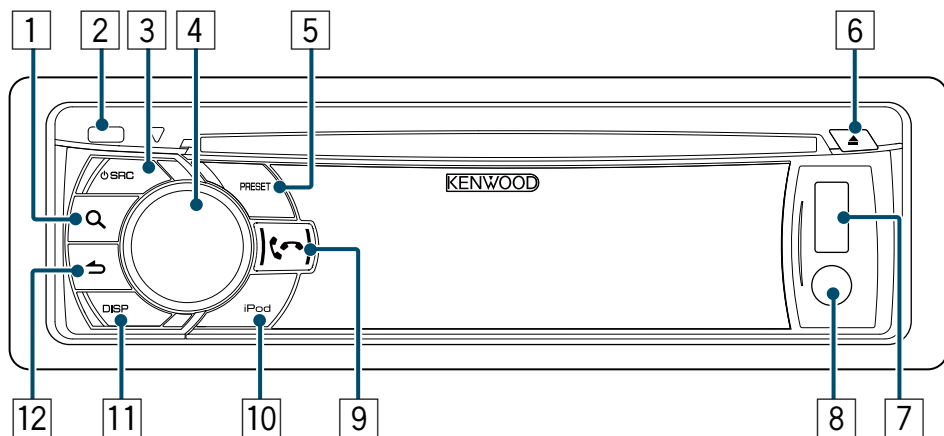 1 2 3 4 5 6
SRC
PRESET
KENWOOD
DISP
iPod
12 11 10 9 8 7